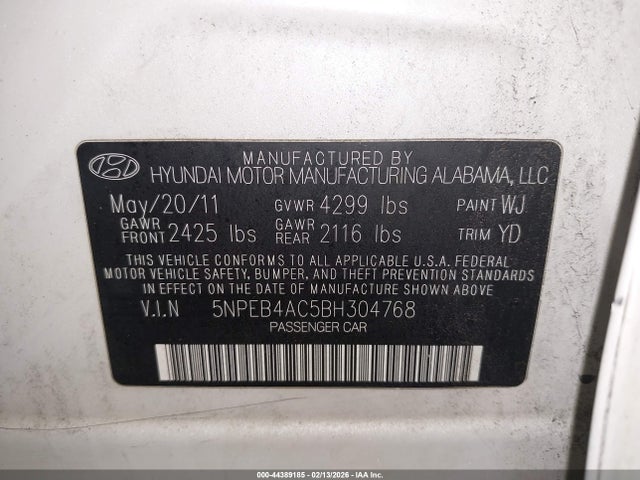 MANUFACTURED BY
HYUNDAI MOTOR MANUFACTURING ALABAMA, LLC
May/20/11 GVWR 4299 lbs PAINT WJ
GAWR FRONT 2425 lbs GAWR REAR 2116 lbs TRIM YD
THIS VEHICLE CONFORMS TO ALL APPLICABLE U.S.A. FEDERAL
MOTOR VEHICLE SAFETY, BUMPER, AND THEFT PREVENTION STANDARDS
IN EFFECT ON THE DATE OF MANUFACTURE SHOWN ABOVE.
V.I.N 5NPEB4AC5BH304768
PASSENGER CAR
000-44389165 - 02/13/2026 - IAA Inc.